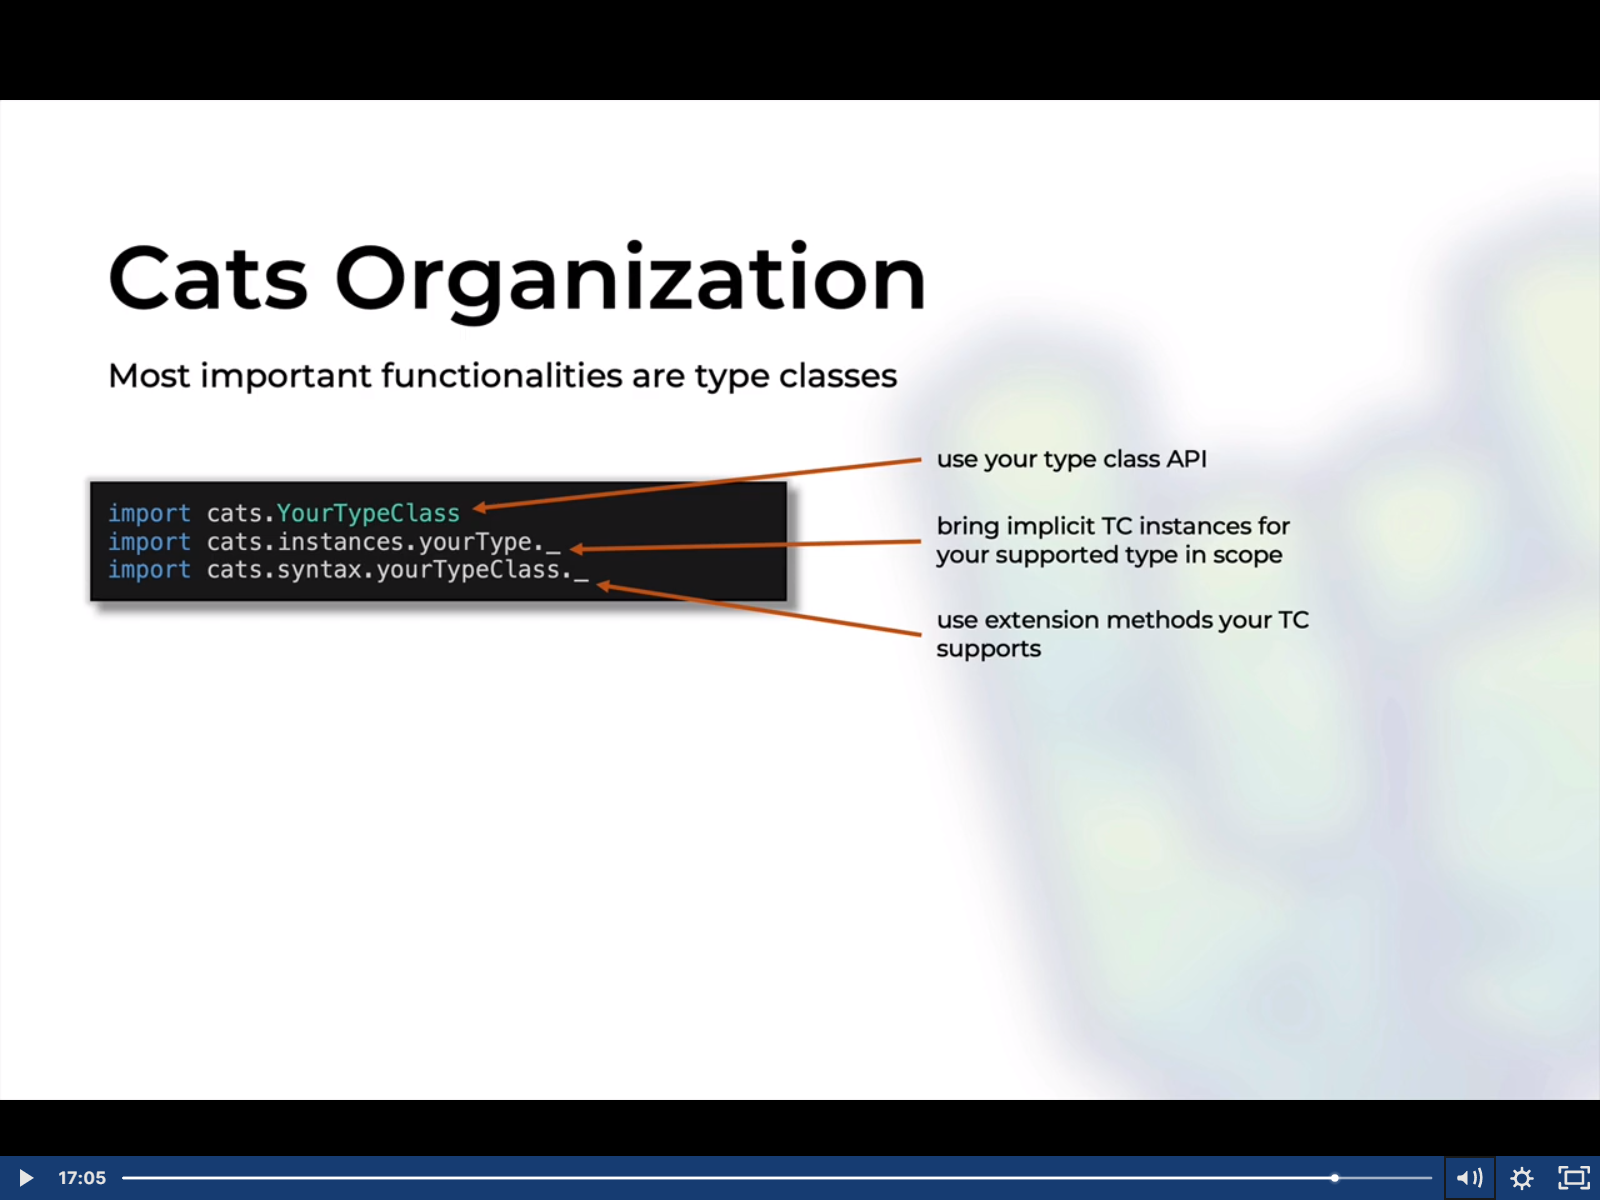 Cats Organization
Most important functionalities are type classes
import cats.YourTypeClass
import cats.instances.yourType._
import cats.syntax.yourTypeClass._
use your type class API
bring implicit TC instances for
your supported type in scope
use extension methods your TC
supports
17:05